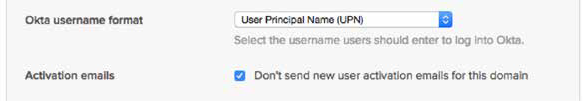 Okta username format
User Principal Name (UPN)
Select the username users should enter to log into Okta.
Activation emails
Don't send new user activation emails for this domain